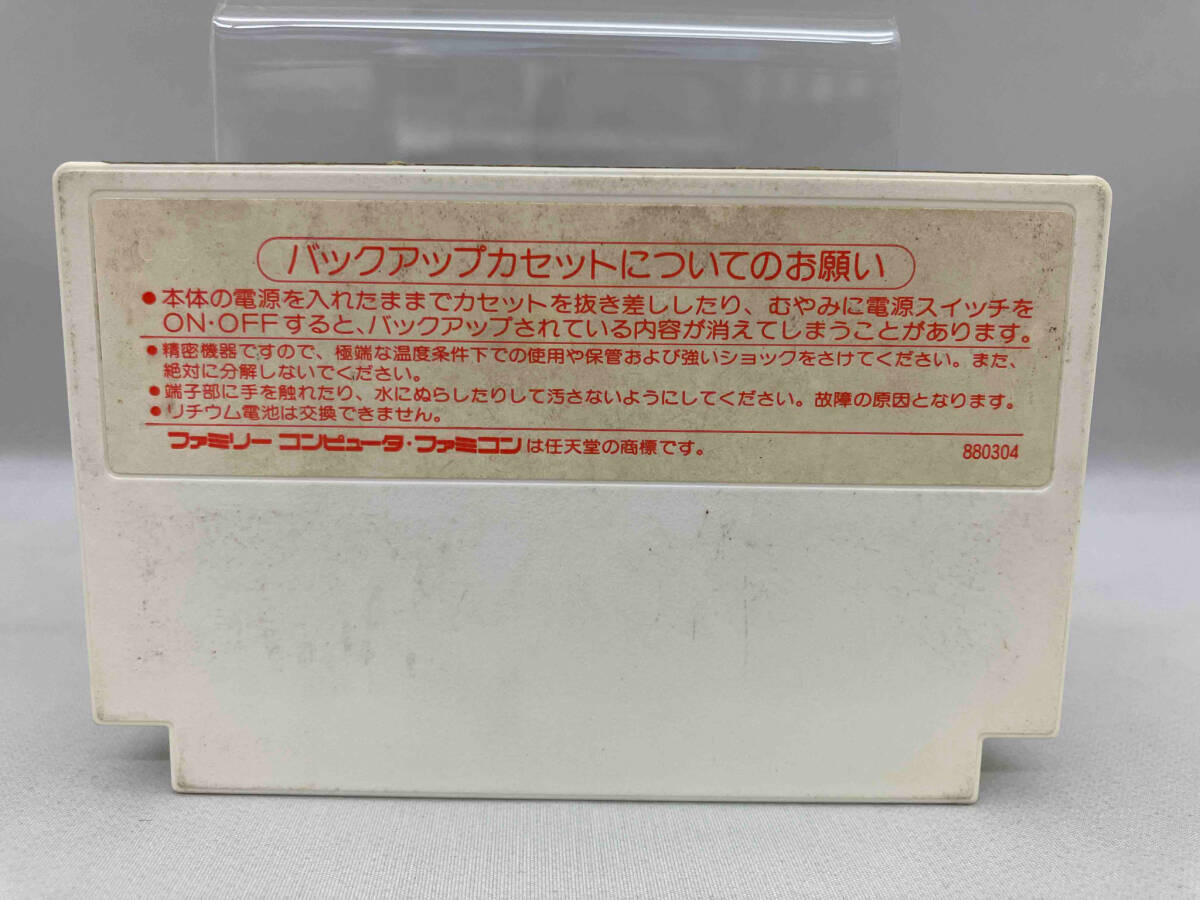 バックアップカセットについてのお願い
●本体の電源を入れたままでカセットを抜き差ししたり、むやみに電源スイッチを
ON・OFFすると、バックアップされている内容が消えてしまうことがあります。
●精密機器ですので、極端な温度条件下での使用や保管および強いショックをさけてください。また、
絶対に分解しないでください。
●端子部に手を触れたり、水にぬらしたりして汚さないようにしてください。故障の原因となります。
●リチウム電池は交換できません。
ファミリー コンピュータ・ファミコンは任天堂の商標です。 880304